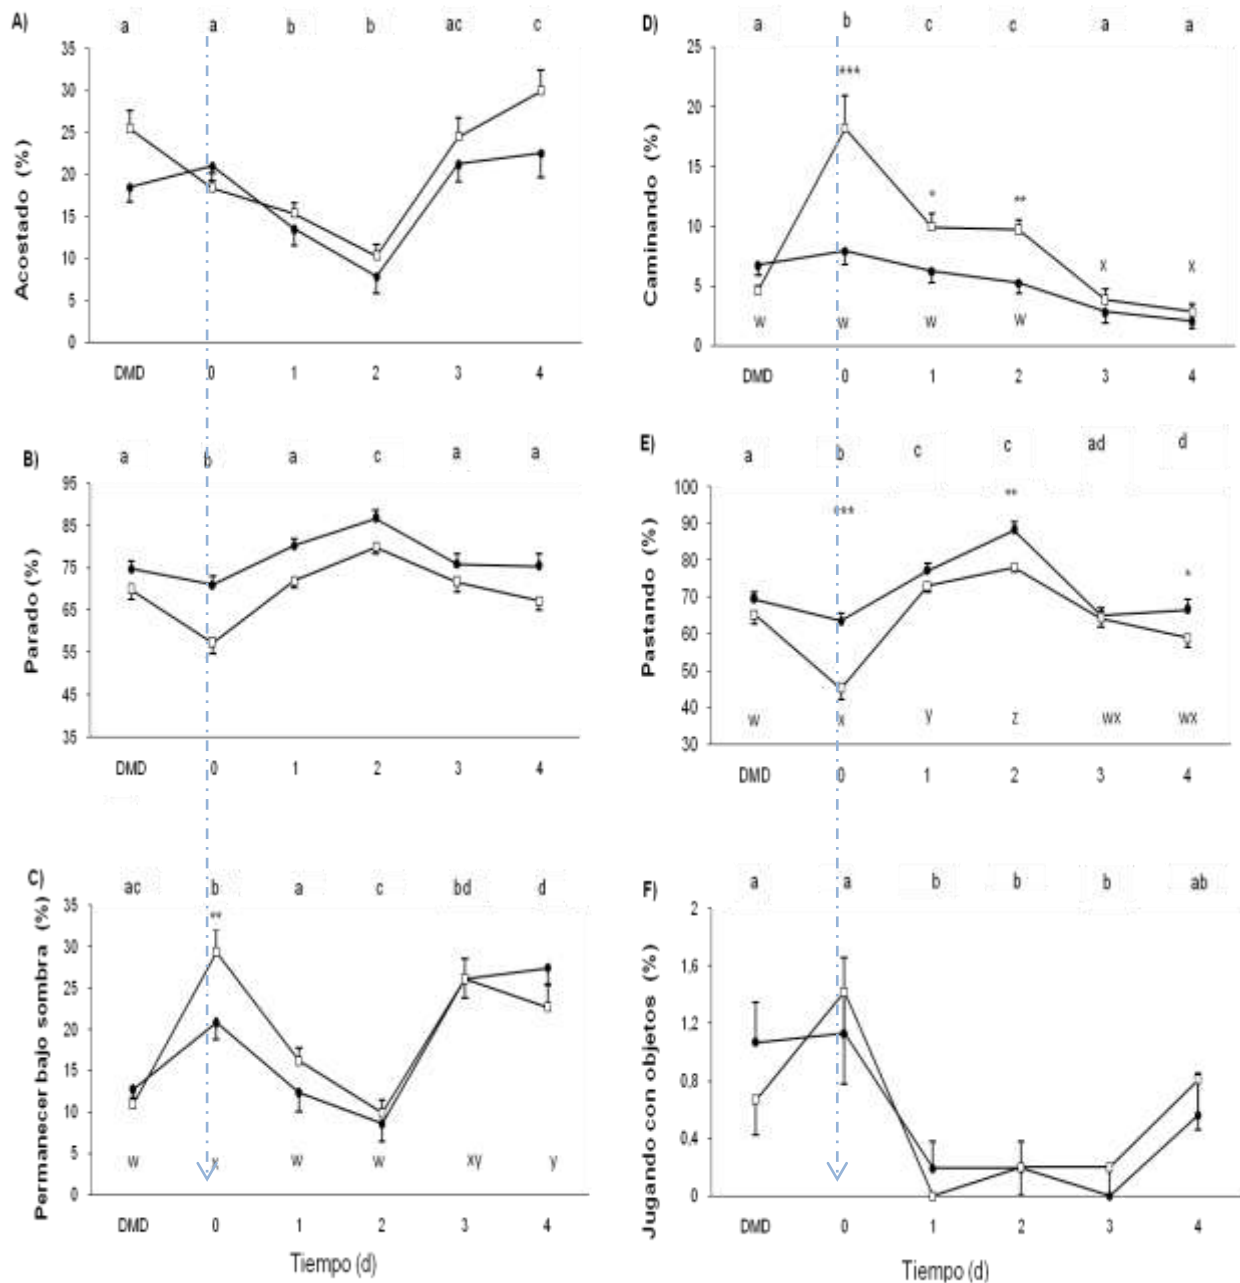 A)
a a b b ac c
35
30
25
20
15
10
5
0
Acostado (%)
DMD 0 1 2 3 4
B)
a b a c a a
95
85
75
65
55
45
35
Parado (%)
DMD 0 1 2 3 4
C)
ac b a c bd d
**
35
30
25
20
15
10
5
0
Permanecer bajo sombra (%)
w x w w xy y
DMD 0 1 2 3 4
Tiempo (d)
D)
a b c c a a
***
* **
25
20
15
10
5
0
Caminando (%)
x x
w w w w
DMD 0 1 2 3 4
E)
a b c c ad d
*** **
*
100
90
80
70
60
50
40
30
Pastando (%)
w x y z wx wx
DMD 0 1 2 3 4
F)
a a b b b ab
2
1,6
1,2
0,8
0,4
0
Jugando con objetos (%)
DMD 0 1 2 3 4
Tiempo (d)